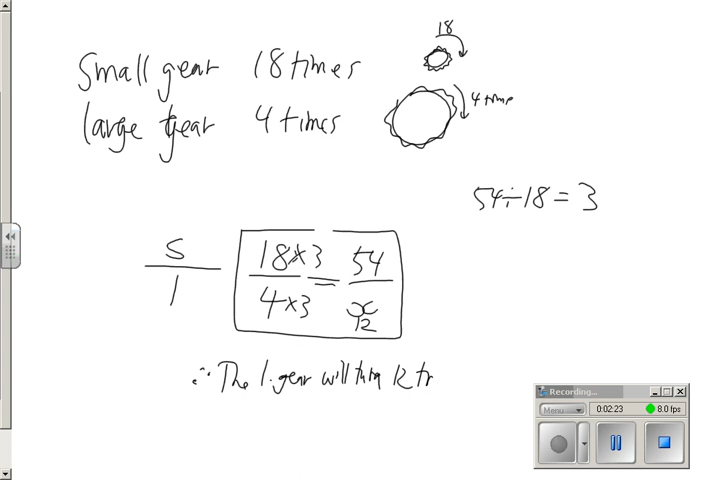 18
Small gear 18 times
large gear 4 times
4 time
54÷18=3
S 18×3 = 54
l 4×3 x
12
∴ The l. gear will turn 12 tr
Recording...
Menu 0:02:23 8.0 fps